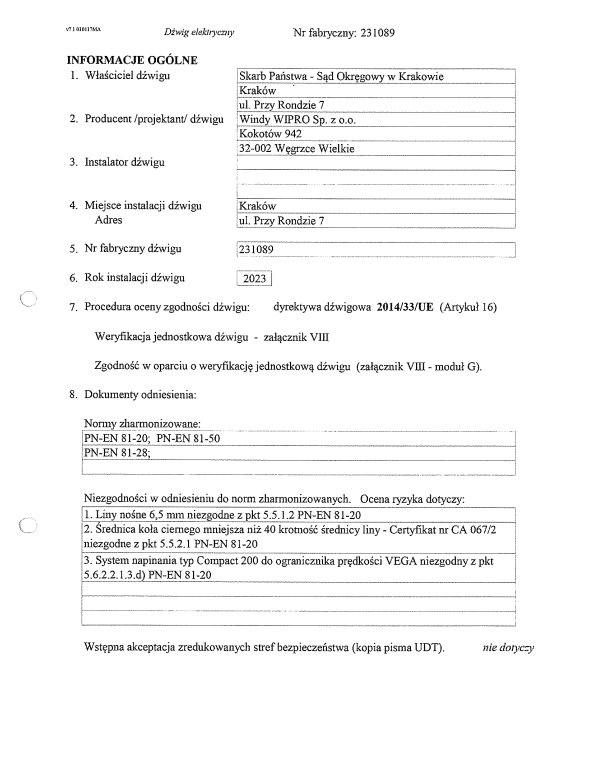 v7.1 010117MA Dźwig elektryczny Nr fabryczny: 231089
INFORMACJE OGÓLNE
1. Właściciel dźwigu Skarb Państwa - Sąd Okręgowy w Krakowie
Kraków
ul. Przy Rondzie 7
2. Producent /projektant/ dźwigu Windy WIPRO Sp. z o.o.
Kokotów 942
32-002 Węgrzce Wielkie
3. Instalator dźwigu
4. Miejsce instalacji dźwigu Kraków
Adres ul. Przy Rondzie 7
5. Nr fabryczny dźwigu 231089
6. Rok instalacji dźwigu 2023
7. Procedura oceny zgodności dźwigu: dyrektywa dźwigowa 2014/33/UE (Artykuł 16)
Weryfikacja jednostkowa dźwigu - załącznik VIII
Zgodność w oparciu o weryfikację jednostkową dźwigu (załącznik VIII - moduł G).
8. Dokumenty odniesienia:
Normy zharmonizowane:
PN-EN 81-20; PN-EN 81-50
PN-EN 81-28;
Niezgodności w odniesieniu do norm zharmonizowanych. Ocena ryzyka dotyczy:
1. Liny nośne 6,5 mm niezgodne z pkt 5.5.1.2 PN-EN 81-20
2. Średnica koła ciernego mniejsza niż 40 krotność średnicy liny - Certyfikat nr CA 067/2
niezgodne z pkt 5.5.2.1 PN-EN 81-20
3. System napinania typ Compact 200 do ogranicznika prędkości VEGA niezgodny z pkt
5.6.2.2.1.3.d) PN-EN 81-20
Wstępna akceptacja zredukowanych stref bezpieczeństwa (kopia pisma UDT). nie dotyczy